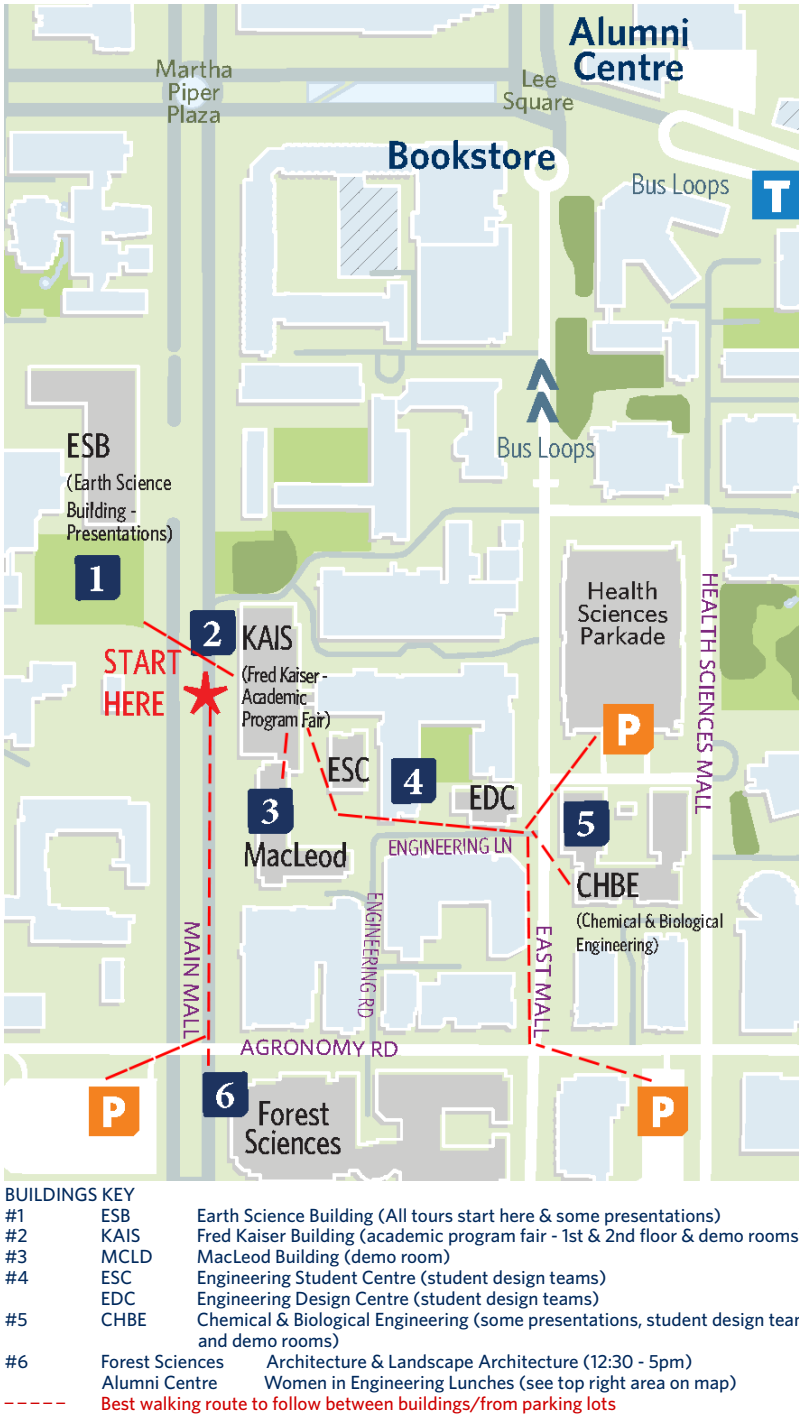 Alumni
Centre
Martha
Piper
Plaza
Lee
Square
Bookstore
Bus Loops
T
Bus Loops
ESB
(Earth Science
Building -
Presentations)
1
2
KAIS
(Fred Kaiser -
Academic
Program Fair)
START
HERE
Health
Sciences
Parkade
HEALTH SCIENCES MALL
P
ESC
4
EDC
3
MacLeod
ENGINEERING LN
5
CHBE
(Chemical & Biological
Engineering)
ENGINEERING RD
MAIN MALL
EAST MALL
AGRONOMY RD
P
6
Forest
Sciences
P
BUILDINGS KEY
#1 ESB Earth Science Building (All tours start here & some presentations)
#2 KAIS Fred Kaiser Building (academic program fair - 1st & 2nd floor & demo rooms
#3 MCLD MacLeod Building (demo room)
#4 ESC Engineering Student Centre (student design teams)
EDC Engineering Design Centre (student design teams)
#5 CHBE Chemical & Biological Engineering (some presentations, student design
and demo rooms)
#6 Forest Sciences Architecture & Landscape Architecture (12:30 - 5pm)
Alumni Centre Women in Engineering Lunches (see top right area on map)
----- Best walking route to follow between buildings/from parking lots